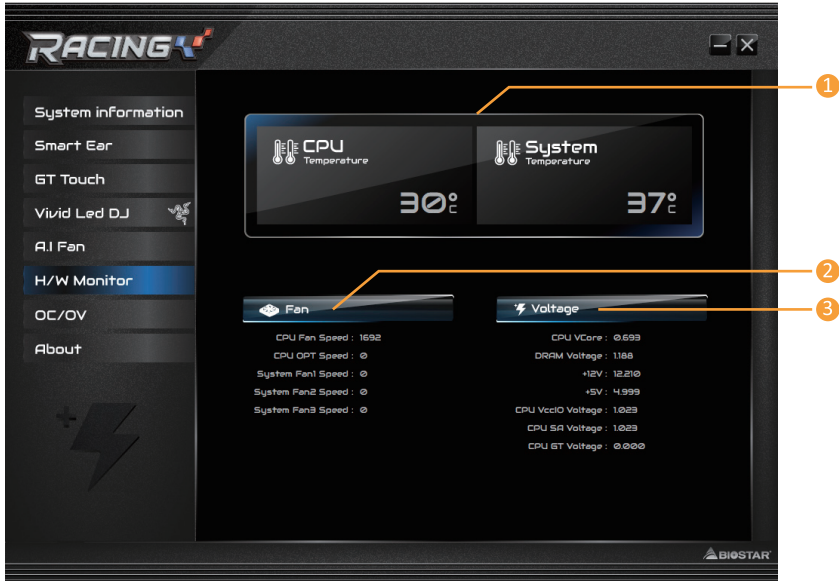 RACING
System information
Smart Ear
GT Touch
Vivid Led DJ
A.I Fan
H/W Monitor
OC/OV
About
1
CPU
Temperature
30°C
System
Temperature
37°C
2
Fan
CPU Fan Speed : 1692
CPU OPT Speed : 0
System Fan1 Speed : 0
System Fan2 Speed : 0
System Fan3 Speed : 0
3
Voltage
CPU VCore : 0.693
DRAM Voltage : 1.188
+12V : 12.210
+5V : 4.999
CPU VccIO Voltage : 1.023
CPU SA Voltage : 1.023
CPU GT Voltage : 0.000
BIOSTAR